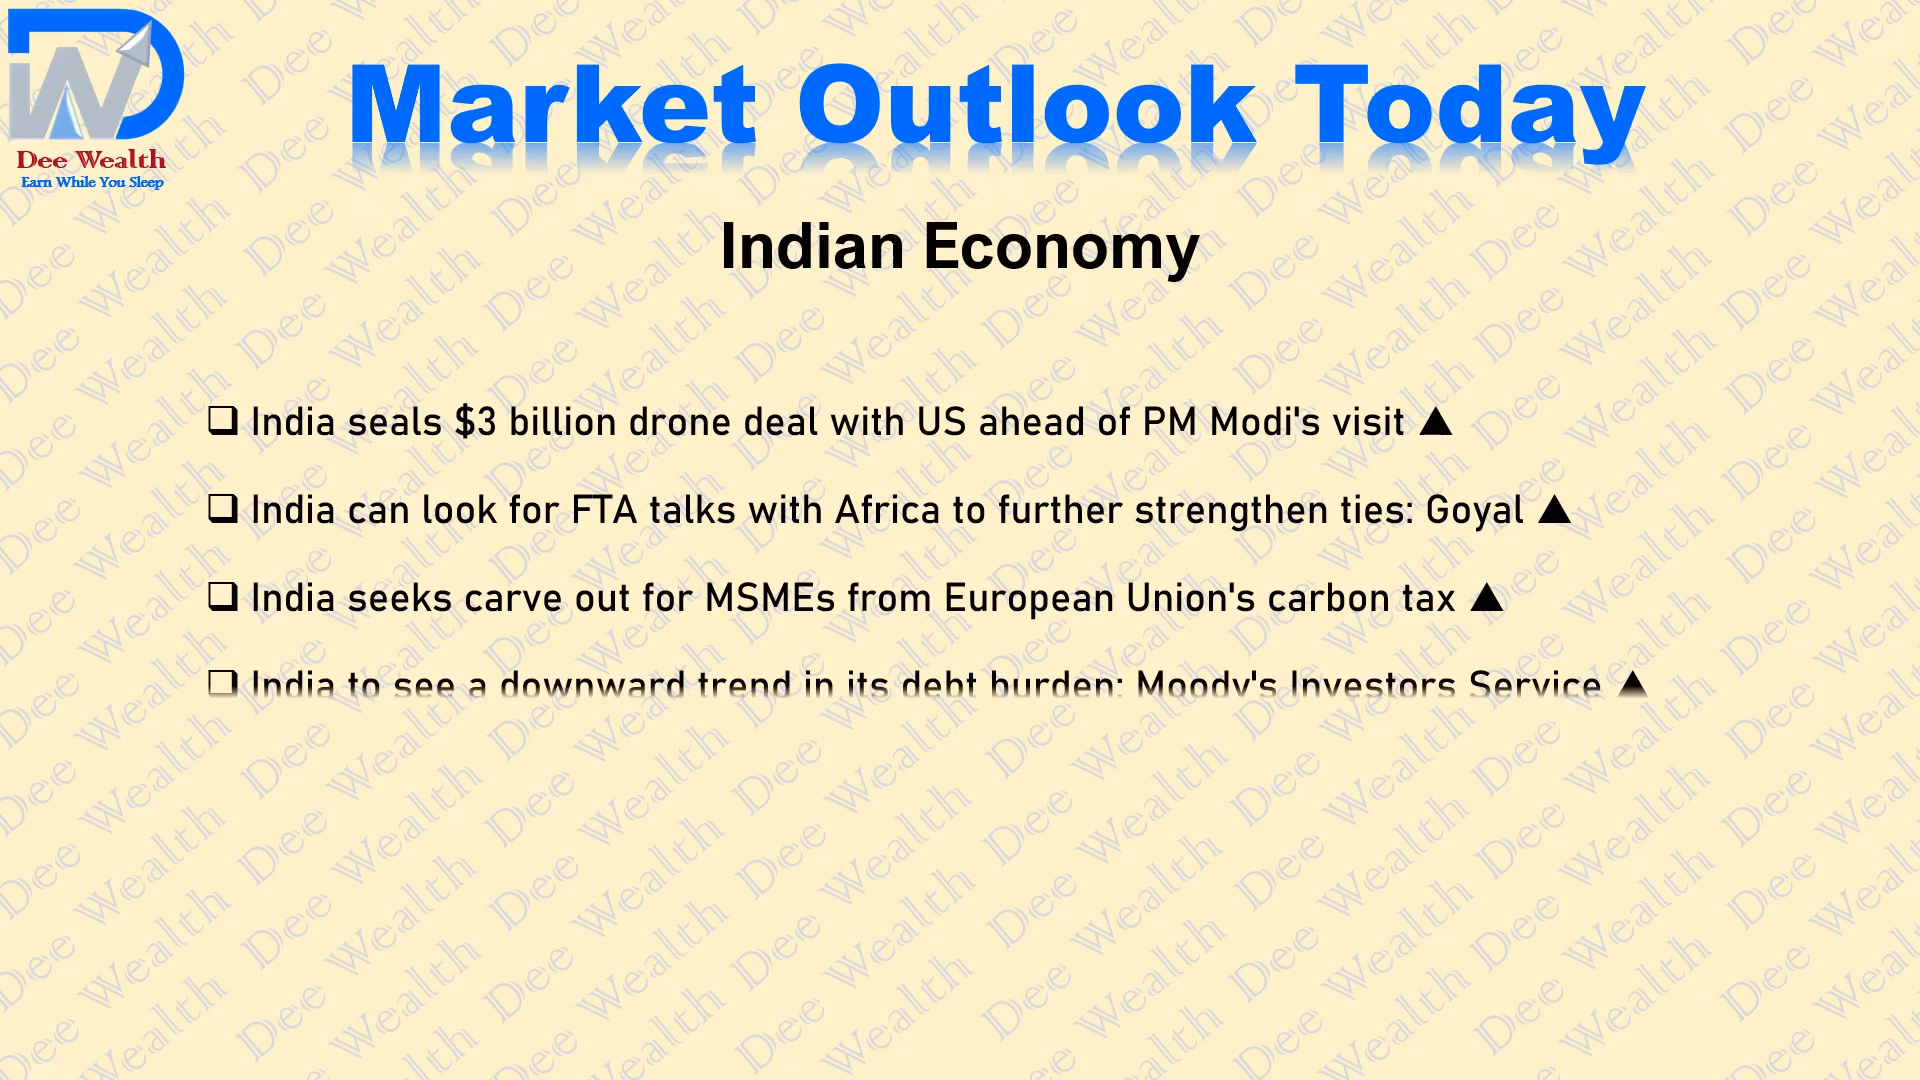 Dee Wealth
Earn While You Sleep
Market Outlook Today
Indian Economy
❑ India seals $3 billion drone deal with US ahead of PM Modi's visit ▲
❑ India can look for FTA talks with Africa to further strengthen ties: Goyal ▲
❑ India seeks carve out for MSMEs from European Union's carbon tax ▲
❑ India to see a downward trend in its debt burden: Moody's Investors Service ▲